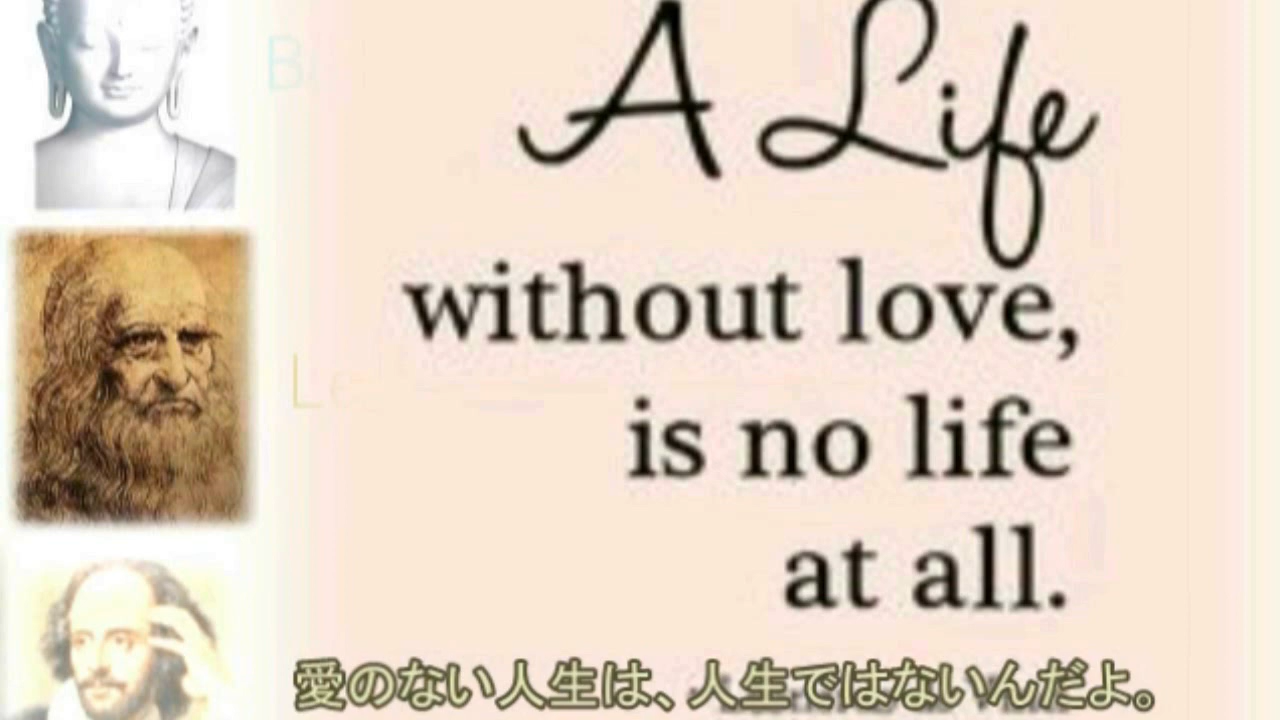 A Life
without love,
is no life
at all.
愛のない人生は、人生ではないんだよ。